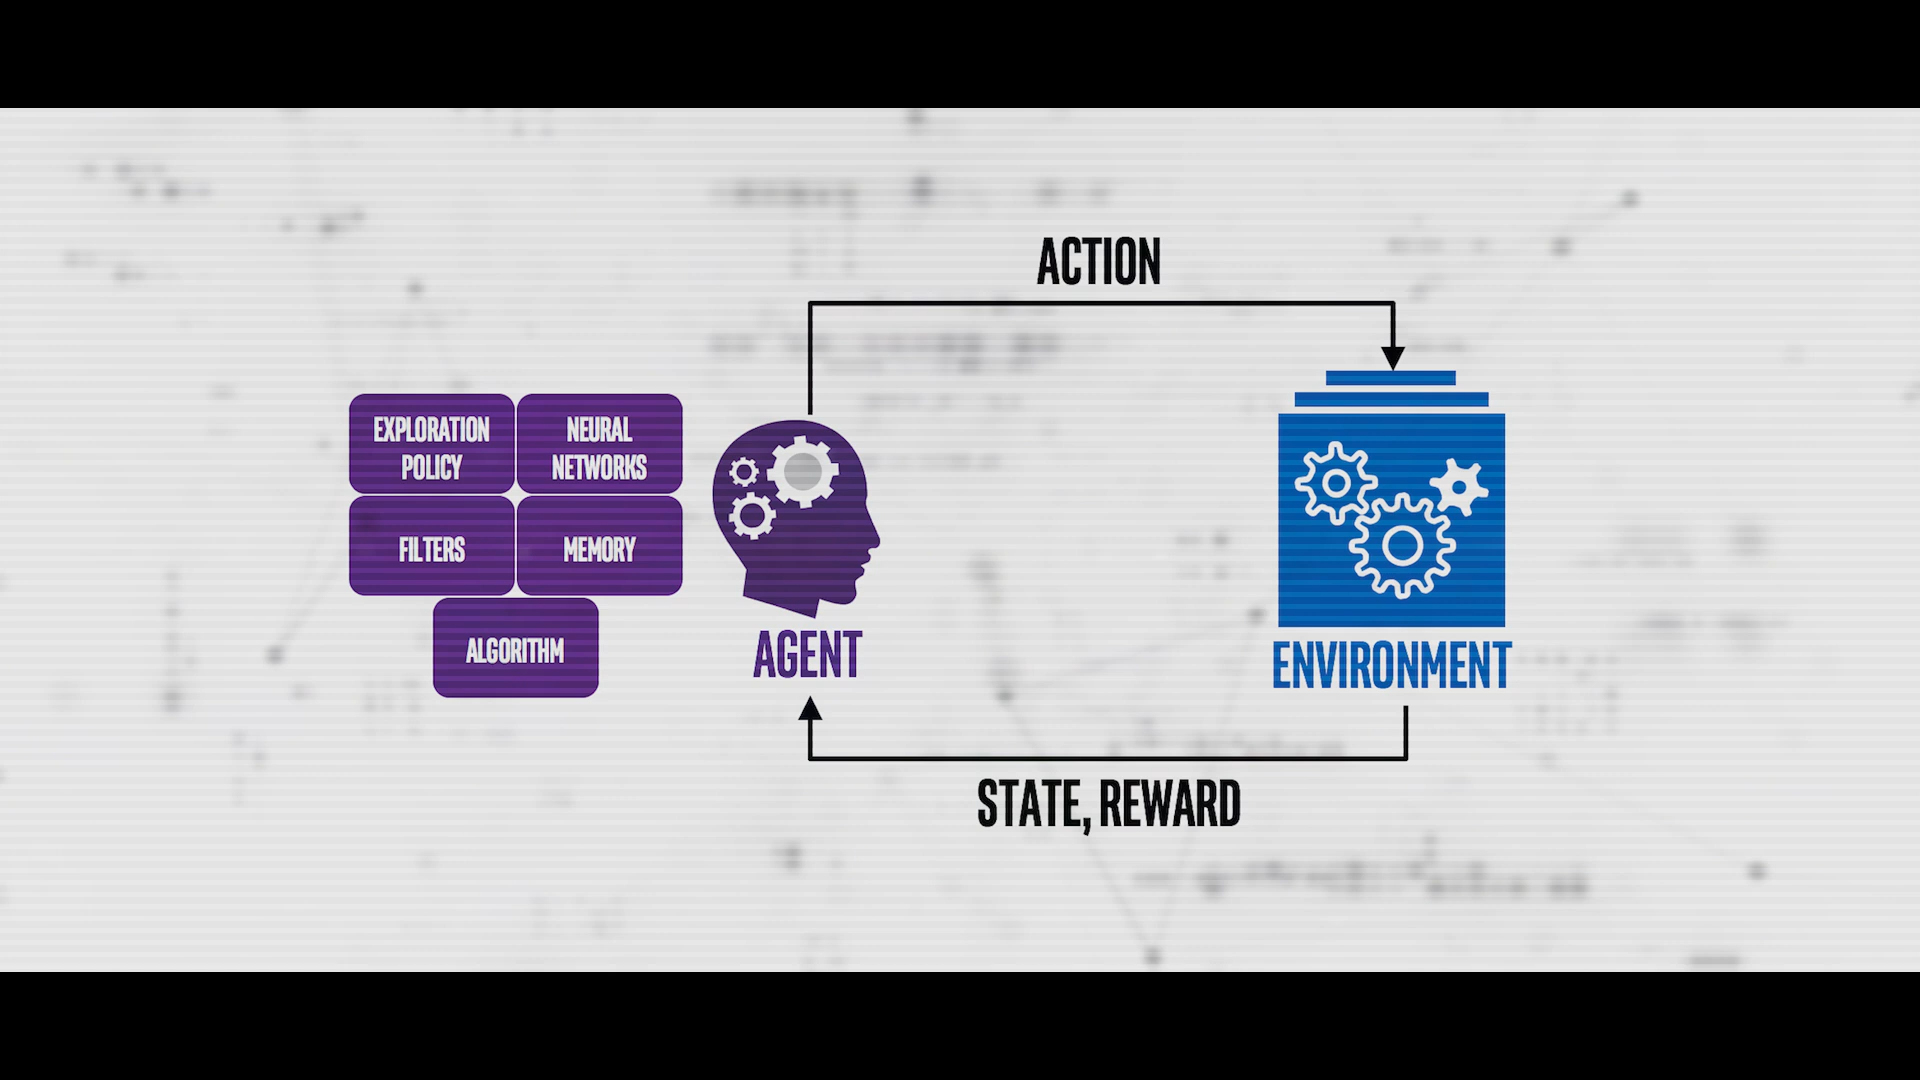 ACTION
EXPLORATION
POLICY
NEURAL
NETWORKS
FILTERS
MEMORY
ALGORITHM
AGENT
ENVIRONMENT
STATE, REWARD